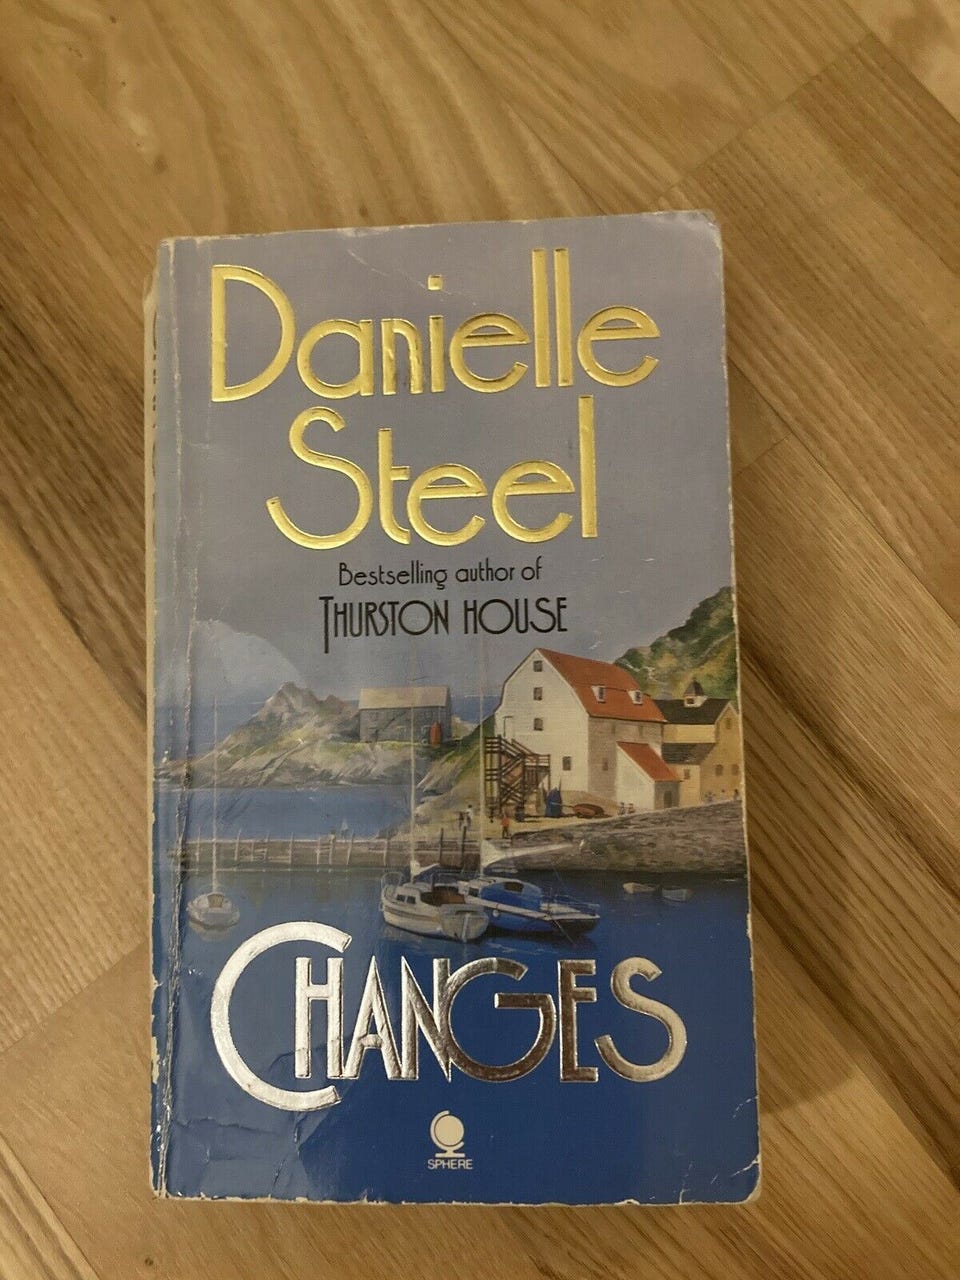 Danielle
Steel
Bestselling author of
THURSTON HOUSE
CHANGES
SPHERE